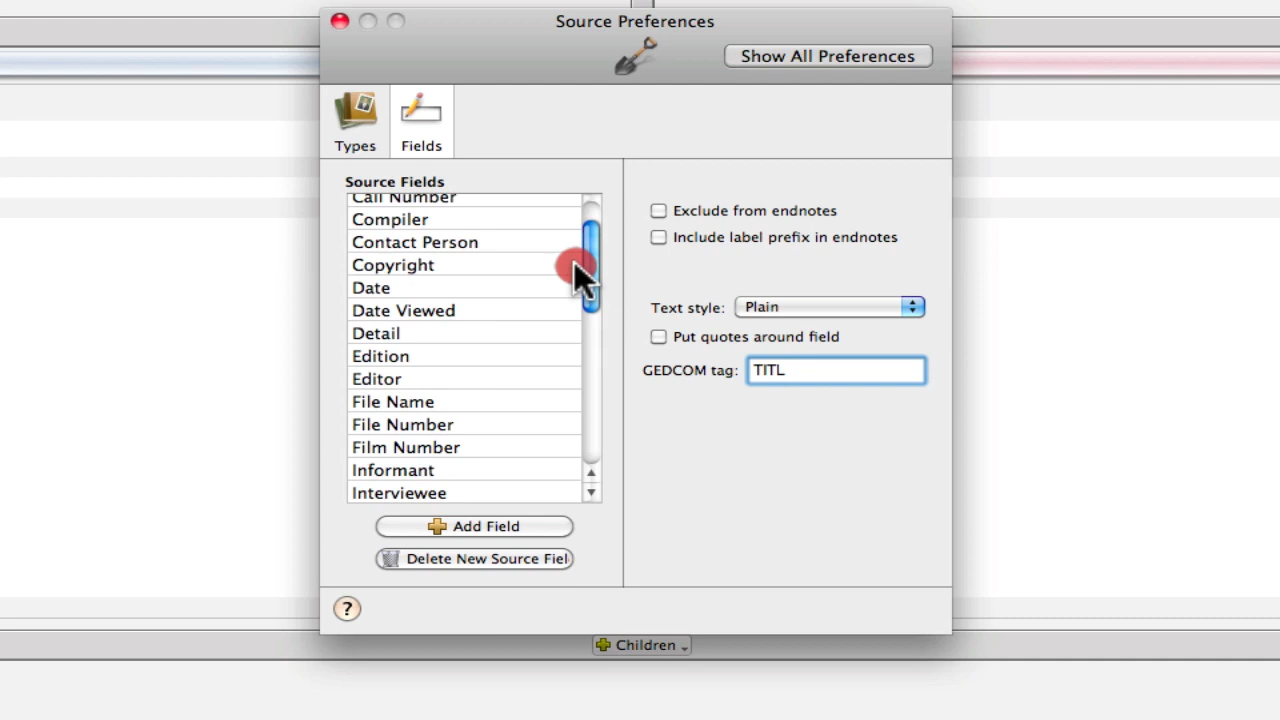 Source Preferences
Show All Preferences
Types
Fields
Source Fields
Call Number
Compiler
Contact Person
Copyright
Date
Date Viewed
Detail
Edition
Editor
File Name
File Number
Film Number
Informant
Interviewee
Add Field
Delete New Source Fiel
Exclude from endnotes
Include label prefix in endnotes
Text style: Plain
Put quotes around field
GEDCOM tag: TITL
?
Children